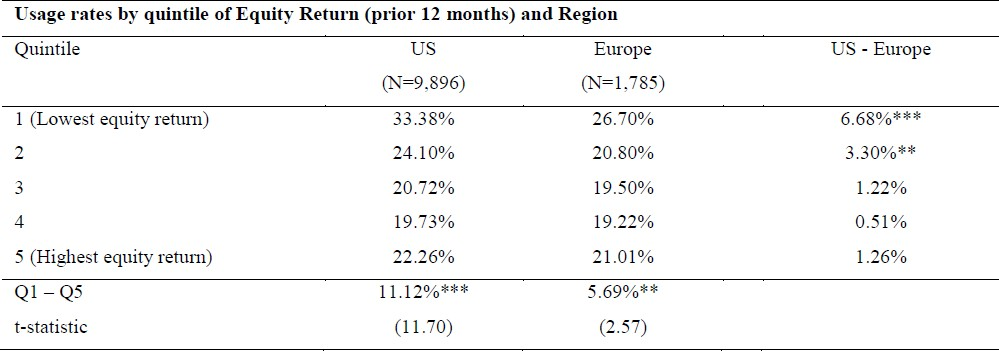 Usage rates by quintile of Equity Return (prior 12 months) and Region
Quintile US Europe US - Europe
(N=9,896) (N=1,785)
1 (Lowest equity return) 33.38% 26.70% 6.68%***
2 24.10% 20.80% 3.30%**
3 20.72% 19.50% 1.22%
4 19.73% 19.22% 0.51%
5 (Highest equity return) 22.26% 21.01% 1.26%
Q1 – Q5 11.12%*** 5.69%**
t-statistic (11.70) (2.57)